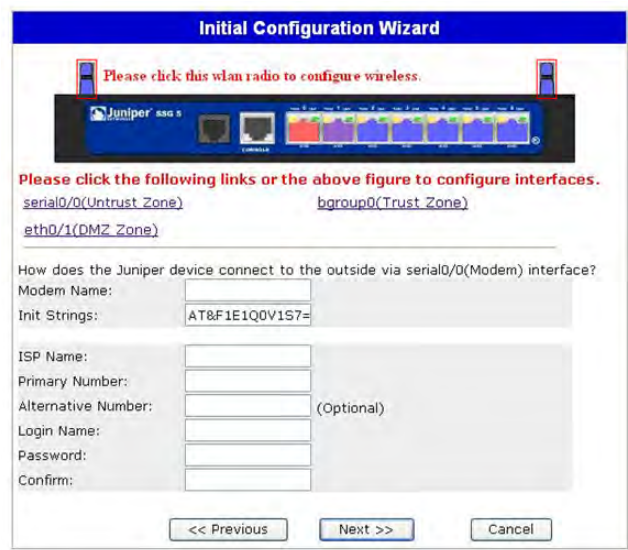 Initial Configuration Wizard
Please click this wlan radio to configure wireless.
Juniper SSG 5
CONSOLE
Please click the following links or the above figure to configure interfaces.
serial0/0(Untrust Zone) bgroup0(Trust Zone)
eth0/1(DMZ Zone)
How does the Juniper device connect to the outside via serial0/0(Modem) interface?
Modem Name:
Init Strings: AT&F1E1Q0V1S7=
ISP Name:
Primary Number:
Alternative Number: (Optional)
Login Name:
Password:
Confirm:
<< Previous Next >> Cancel